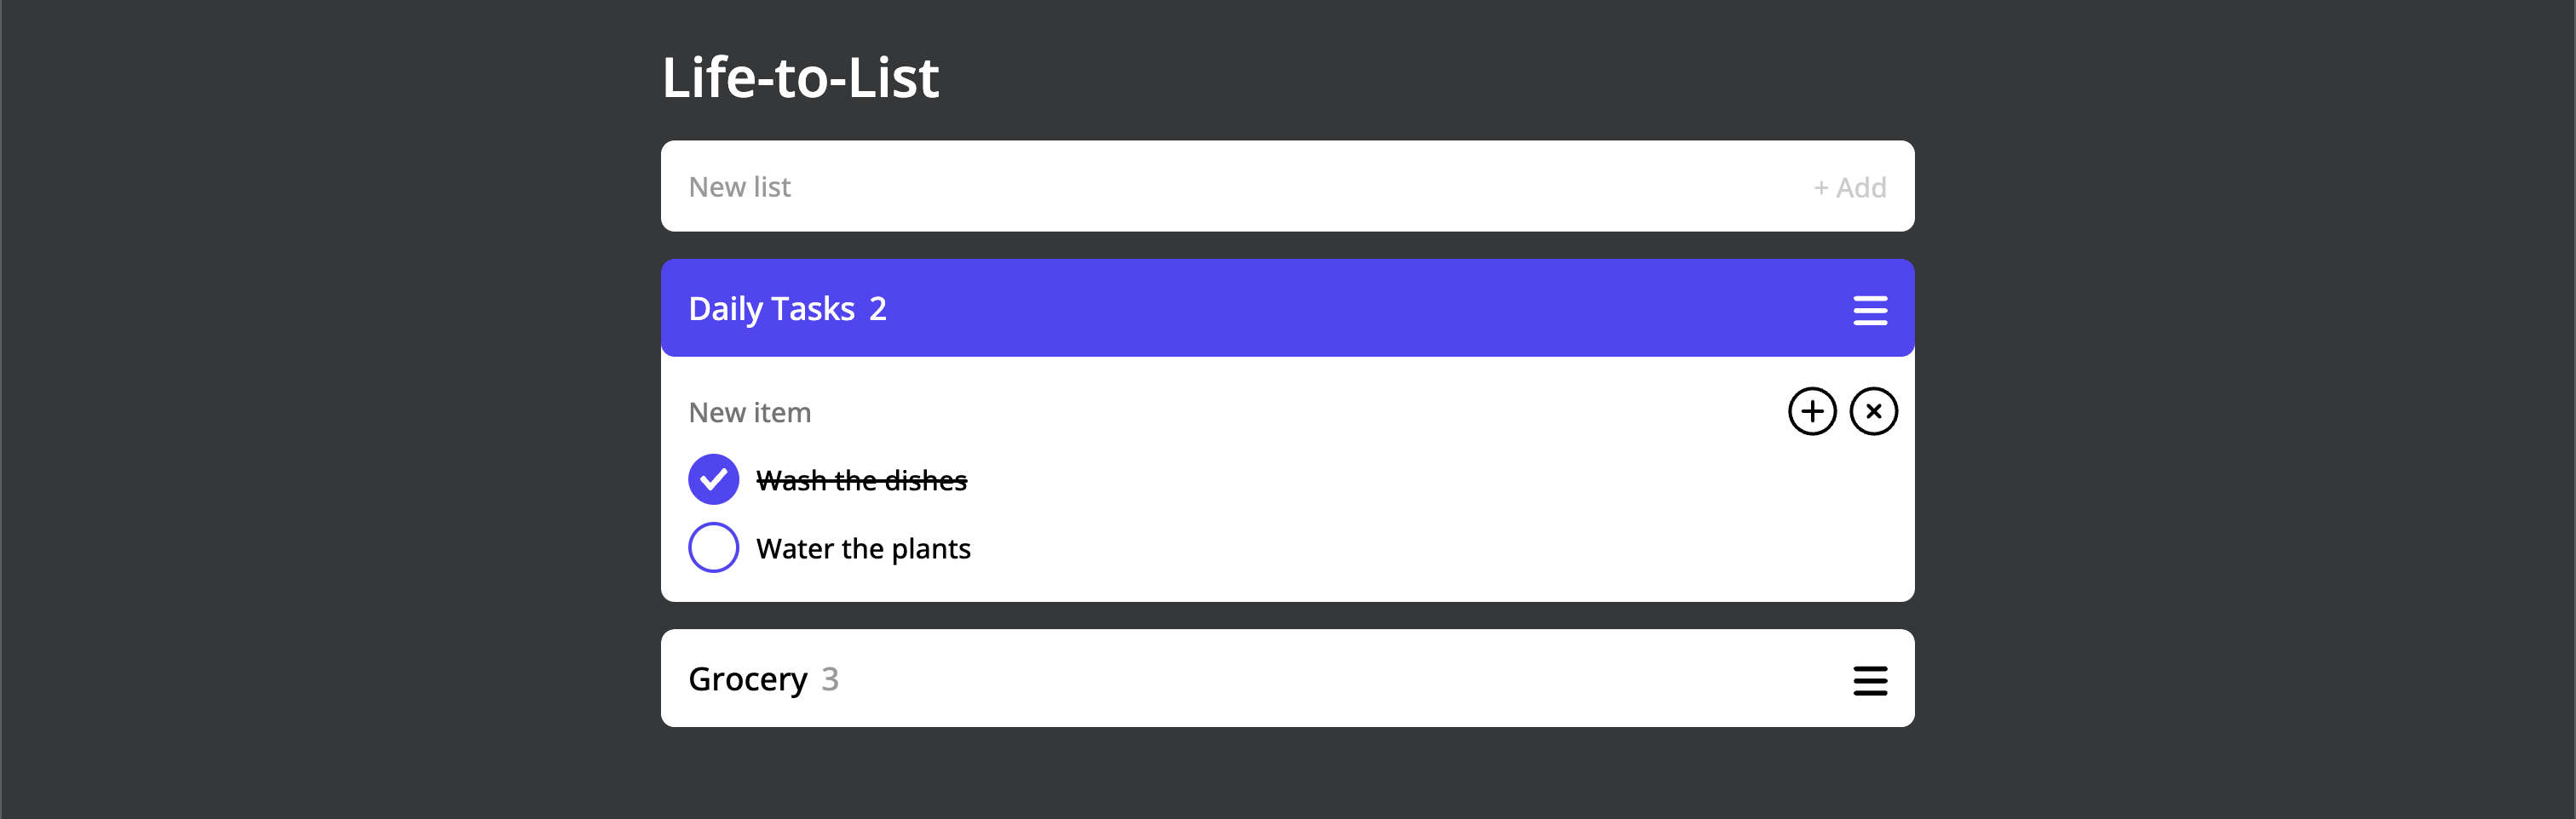 Life-to-List
New list + Add
Daily Tasks 2
New item
Wash the dishes
Water the plants
Grocery 3